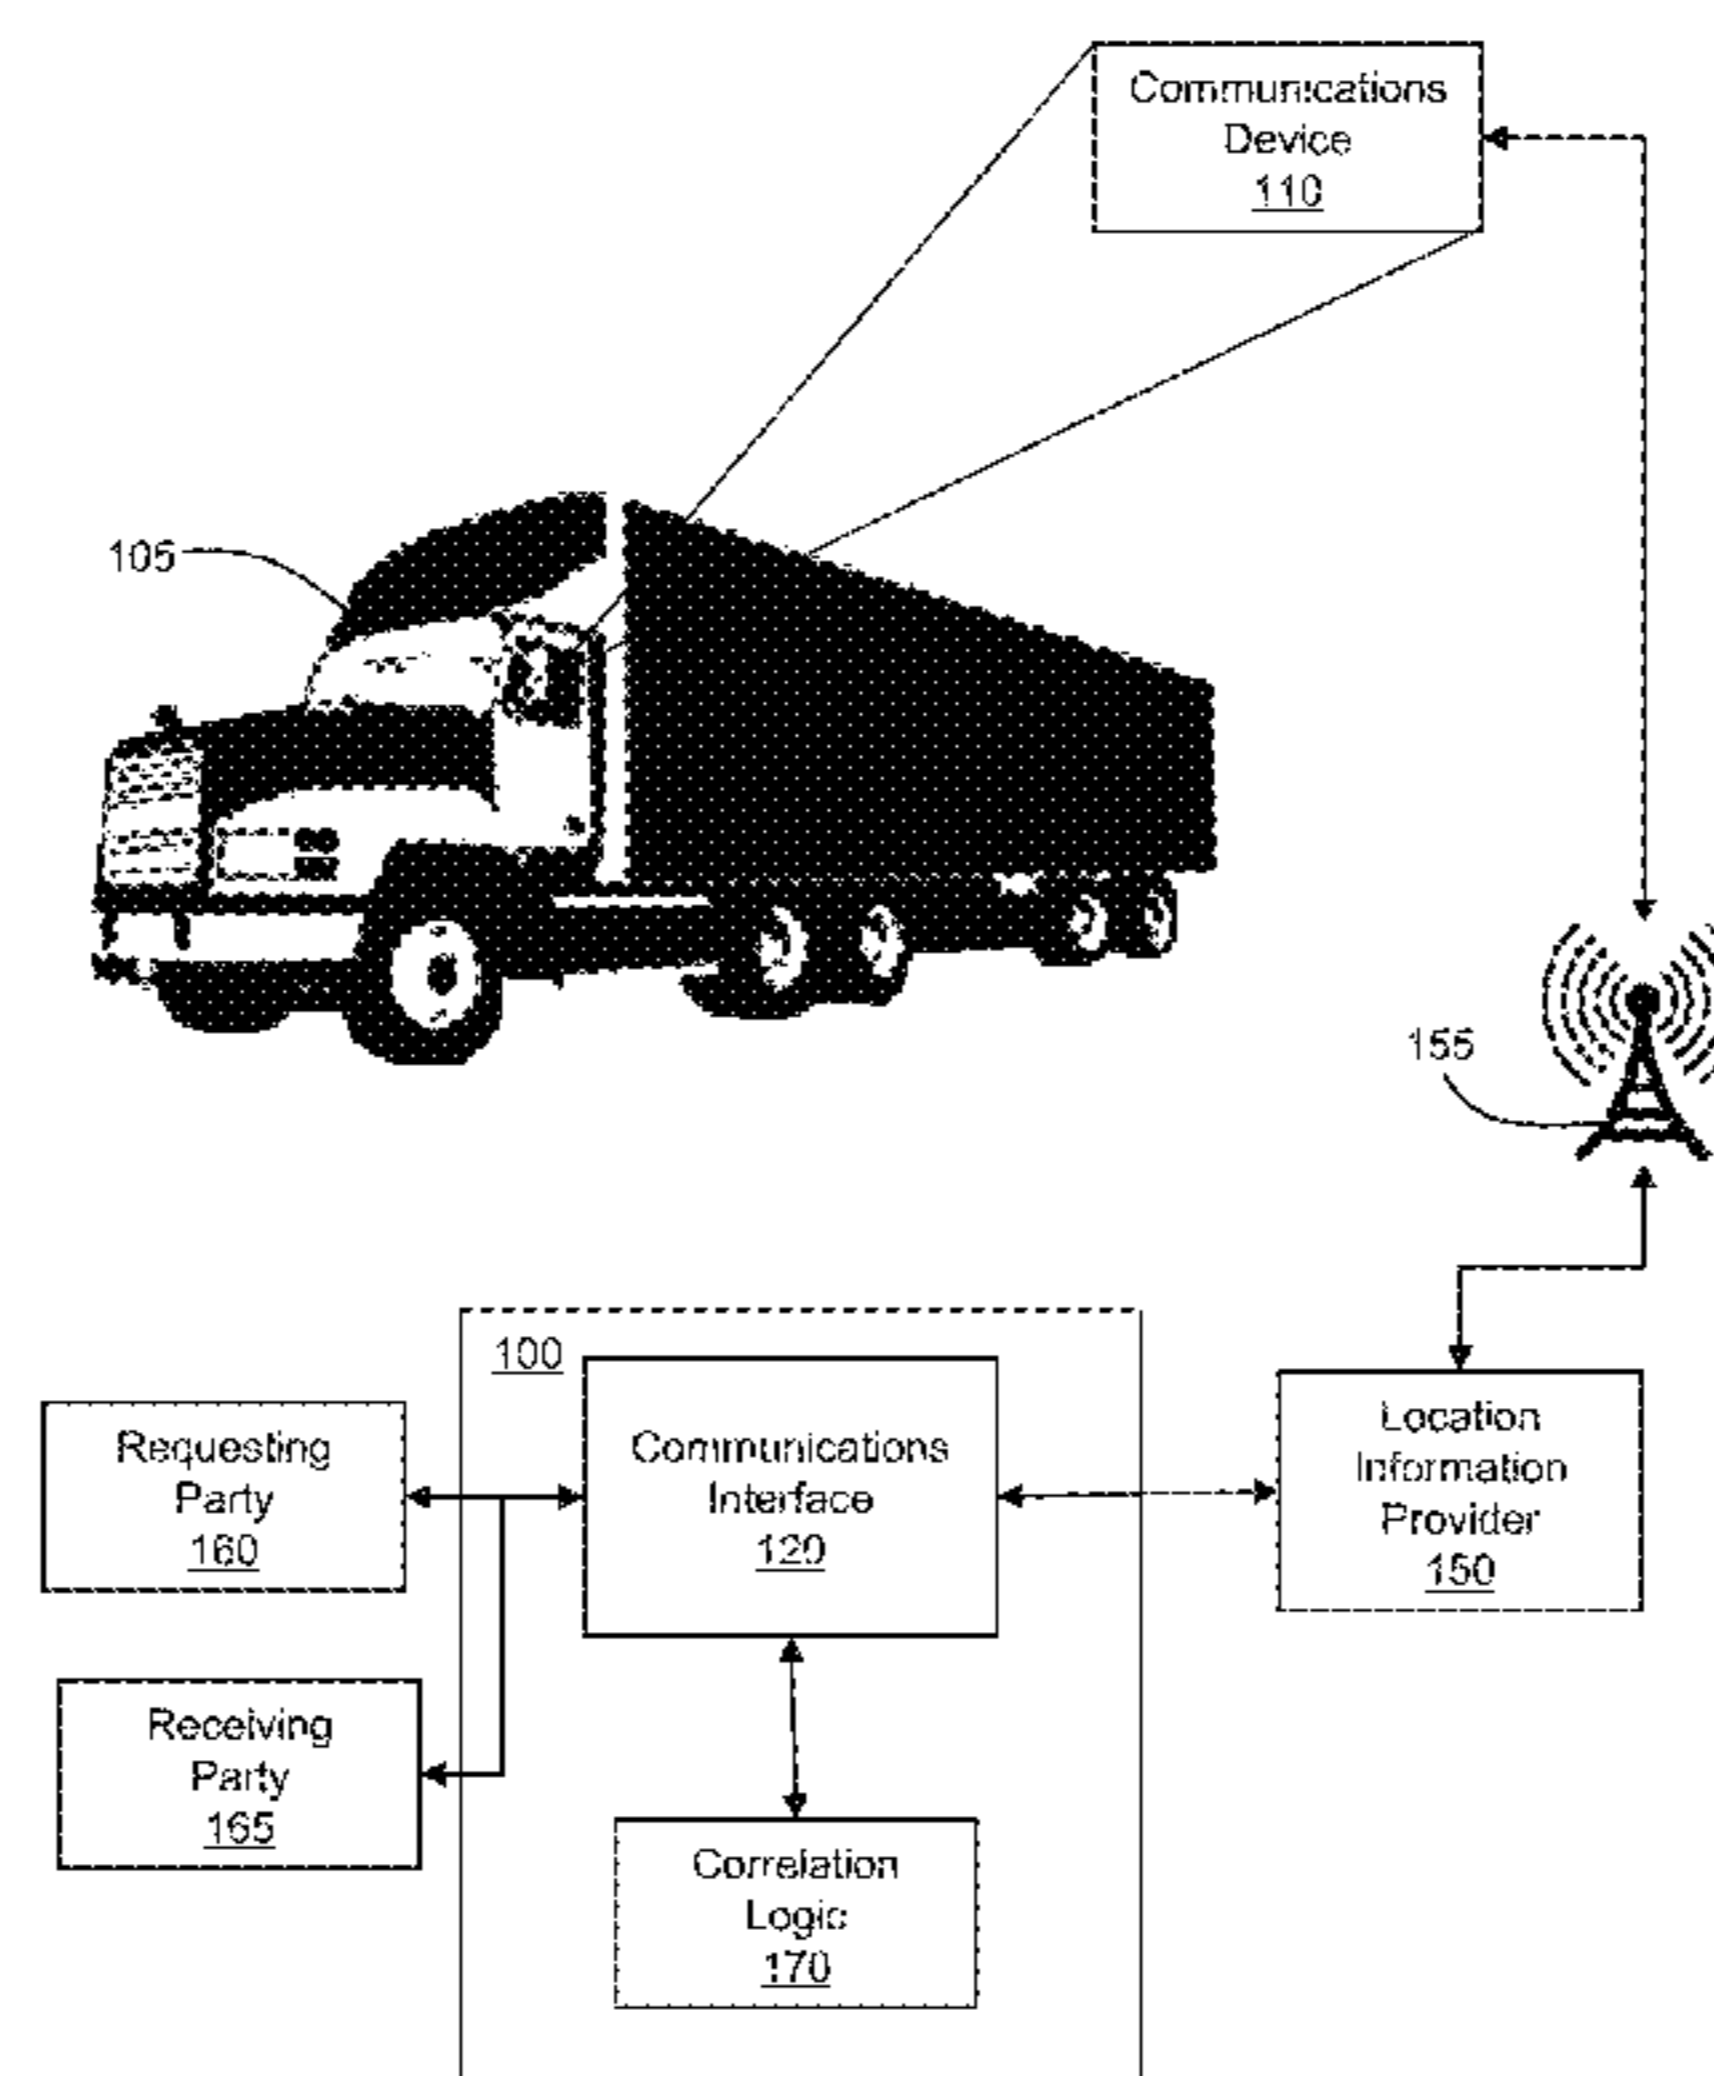 Communications
Device
110
105
155
100
Requesting
Party
160
Communications
Interface
120
Location
Information
Provider
150
Receiving
Party
165
Correlation
Logic
170